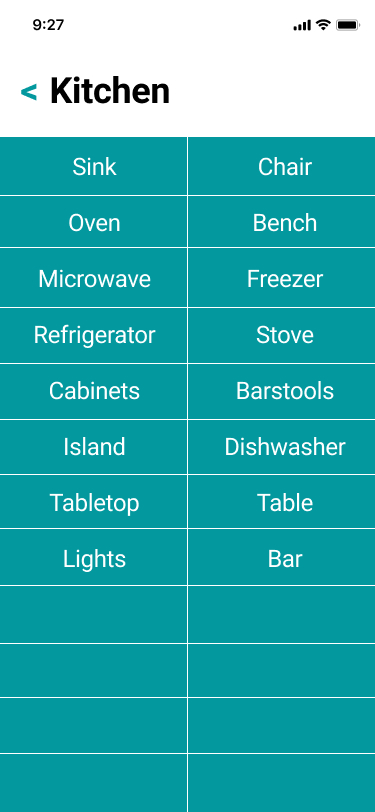 9:27
< Kitchen
Sink Chair
Oven Bench
Microwave Freezer
Refrigerator Stove
Cabinets Barstools
Island Dishwasher
Tabletop Table
Lights Bar